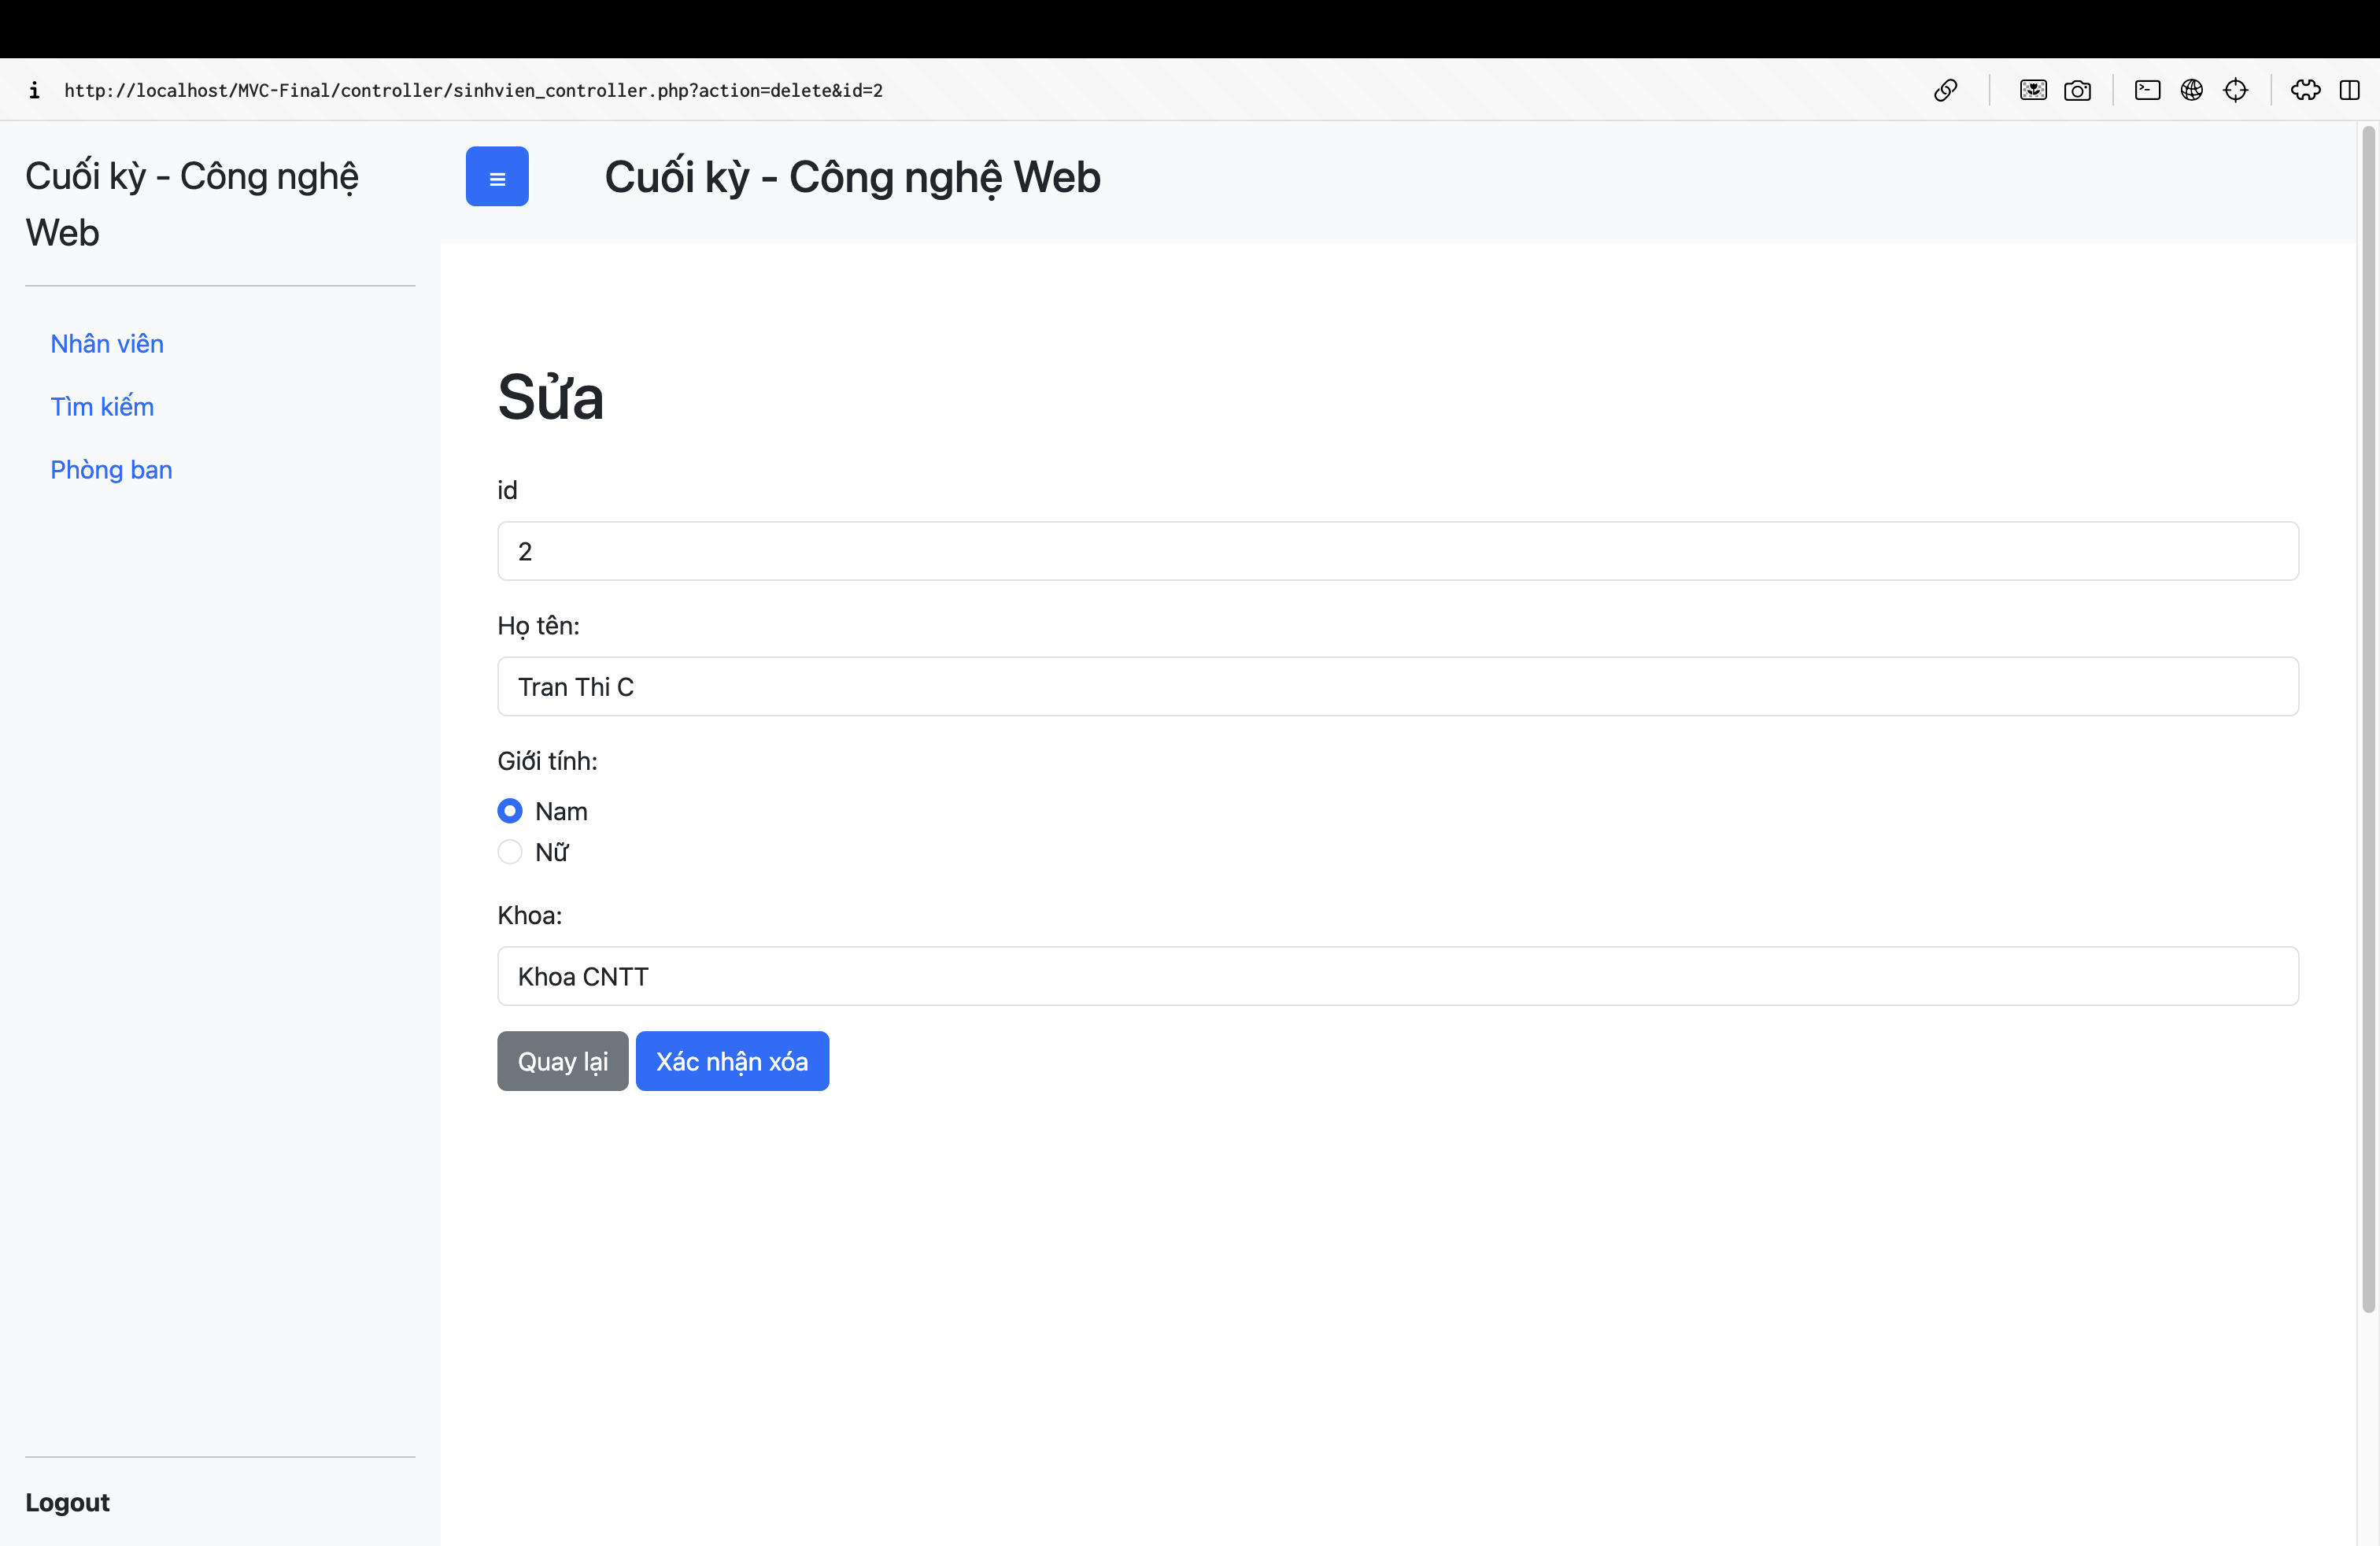 http://localhost/MVC-Final/controller/sinhvien_controller.php?action=delete&id=2
Cuối kỳ - Công nghệ
Web
Cuối kỳ - Công nghệ Web
Nhân viên
Tìm kiếm
Phòng ban
Logout
Sửa
id
2
Họ tên:
Tran Thi C
Giới tính:
Nam
Nữ
Khoa:
Khoa CNTT
Quay lại
Xác nhận xóa